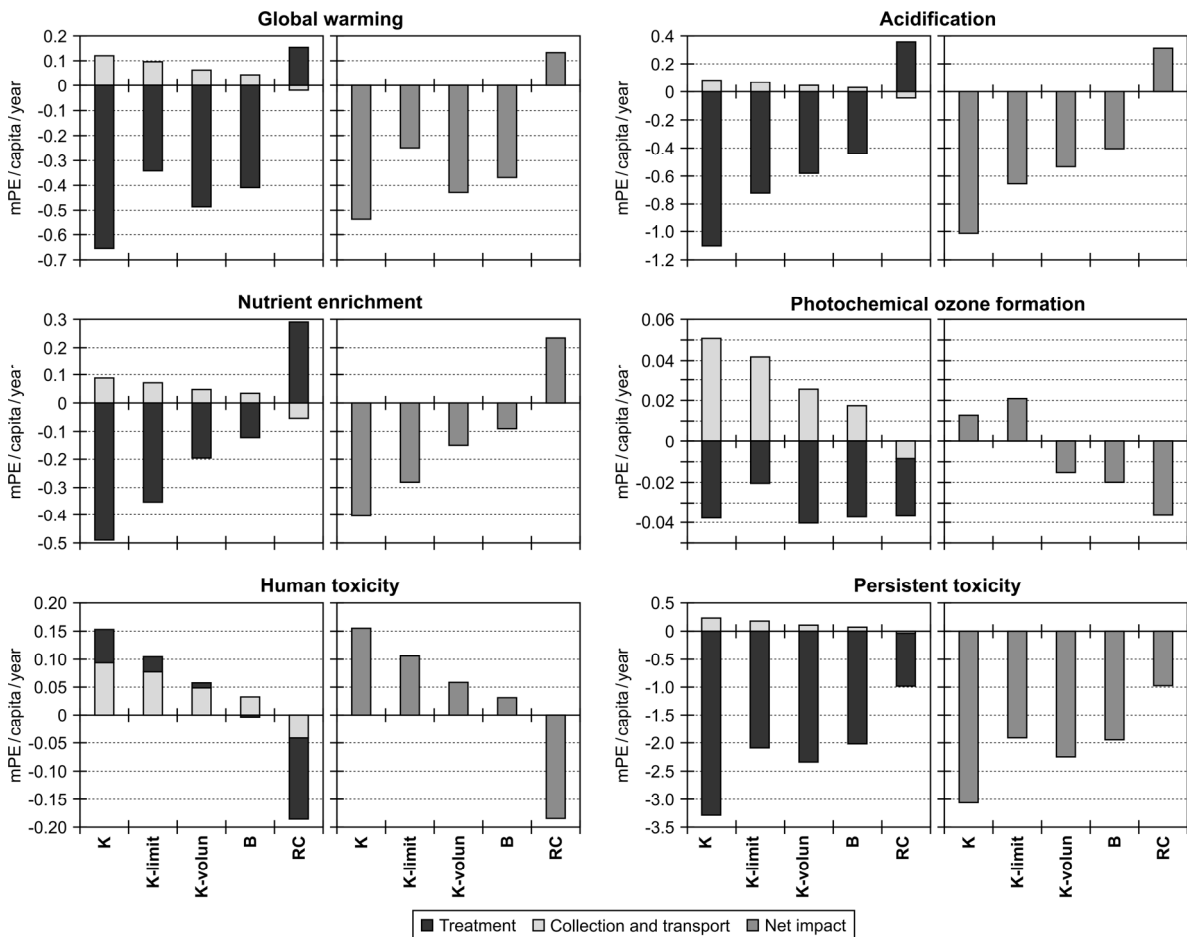 Global warming
mPE / capita / year
0.2
0.1
0
-0.1
-0.2
-0.3
-0.4
-0.5
-0.6
-0.7
Acidification
mPE / capita / year
0.4
0.2
0
-0.2
-0.4
-0.6
-0.8
-1.0
-1.2
Nutrient enrichment
mPE / capita / yea
0.3
0.2
0.1
0
-0.1
-0.2
-0.3
-0.4
-0.5
Photochemical ozone formation
mPE / capita / year
0.06
0.04
0.02
0
-0.02
-0.04
Human toxicity
mPE / capita / year
0.20
0.15
0.10
0.05
0
-0.05
-0.10
-0.15
-0.20
K
K-limit
K-volun
B
RC
K
K-limit
K-volun
B
RC
Persistent toxicity
mPE / capita / year
0.5
0
-0.5
-1.0
-1.5
-2.0
-2.5
-3.0
-3.5
K
K-limit
K-volun
B
RC
K
K-limit
K-volun
B
RC
Treatment Collection and transport Net impact